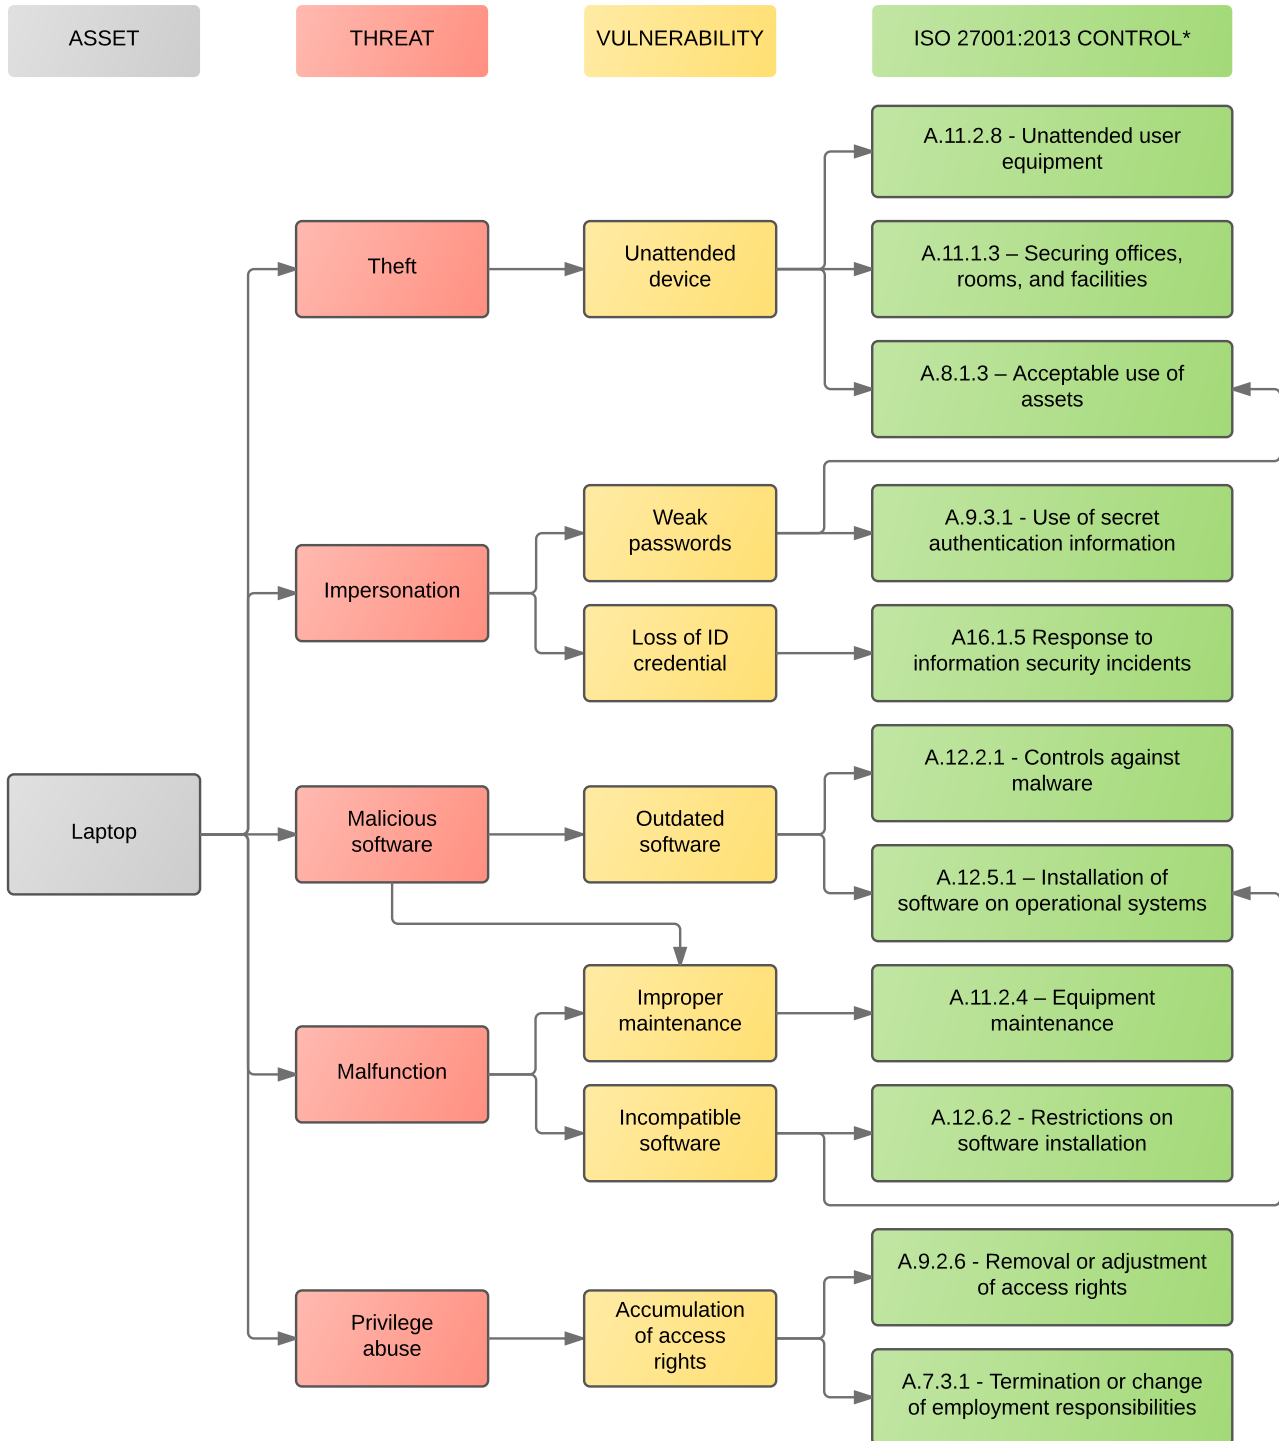 ASSET
THREAT
VULNERABILITY
ISO 27001:2013 CONTROL*
A.11.2.8 - Unattended user
equipment
Theft
Unattended
device
A.11.1.3 – Securing offices,
rooms, and facilities
A.8.1.3 – Acceptable use of
assets
Impersonation
Weak
passwords
A.9.3.1 - Use of secret
authentication information
Loss of ID
credential
A16.1.5 Response to
information security incidents
Laptop
Malicious
software
Outdated
software
A.12.2.1 - Controls against
malware
A.12.5.1 – Installation of
software on operational systems
Malfunction
Improper
maintenance
A.11.2.4 – Equipment
maintenance
Incompatible
software
A.12.6.2 - Restrictions on
software installation
Privilege
abuse
Accumulation
of access
rights
A.9.2.6 - Removal or adjustment
of access rights
A.7.3.1 - Termination or change
of employment responsibilities